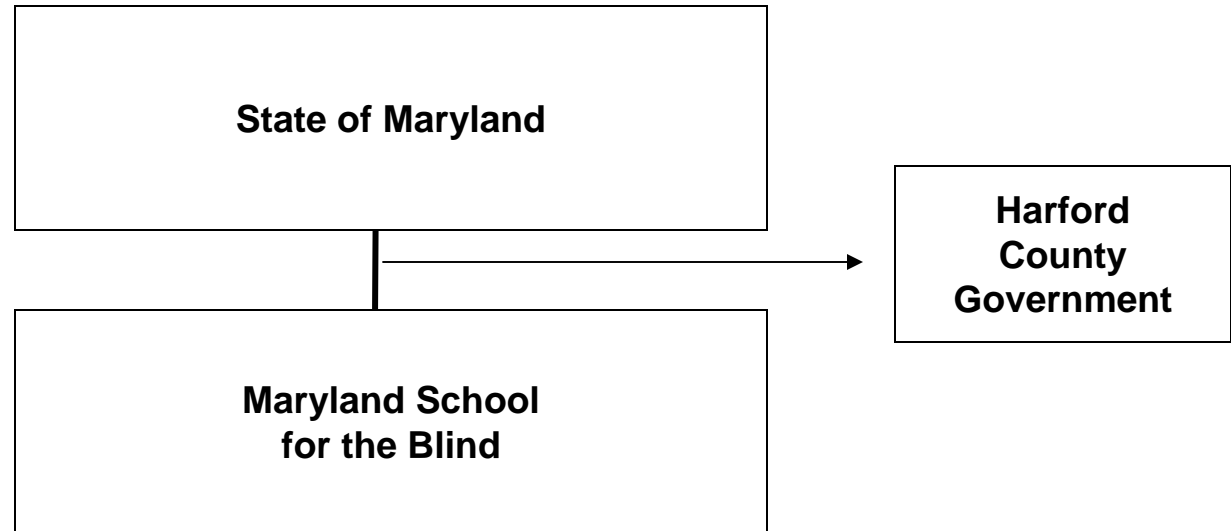 State of Maryland
Harford
County
Government
Maryland School
for the Blind